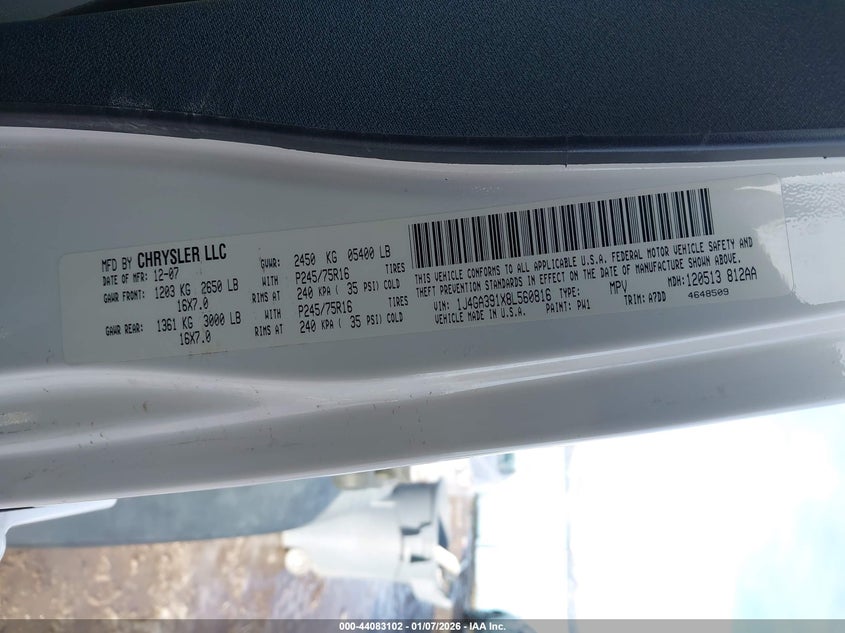 MFD BY CHRYSLER LLC
DATE OF MFR 12-07 GVWR: 2450 KG 05400 LB
GAWR FRONT: 1203 KG 2650 LB WITH P245/75R16 TIRES
16X7.0 RIMS AT 240 KPA ( 35 PSI) COLD
GAWR REAR: 1361 KG 3000 LB WITH P245/75R16 TIRES
16X7.0 RIMS AT 240 KPA ( 35 PSI) COLD
THIS VEHICLE CONFORMS TO ALL APPLICABLE U.S.A. FEDERAL MOTOR VEHICLE SAFETY AND
THEFT PREVENTION STANDARDS IN EFFECT ON THE DATE OF MANUFACTURE SHOWN ABOVE.
VIN: 1J4GA391X8L560816 TYPE: MPV MDH: 120513 812AA
VEHICLE MADE IN U.S.A. PAINT: PW1 TRIM: A7DD 4648509
000-44083102 - 01/07/2026 - IAA Inc.